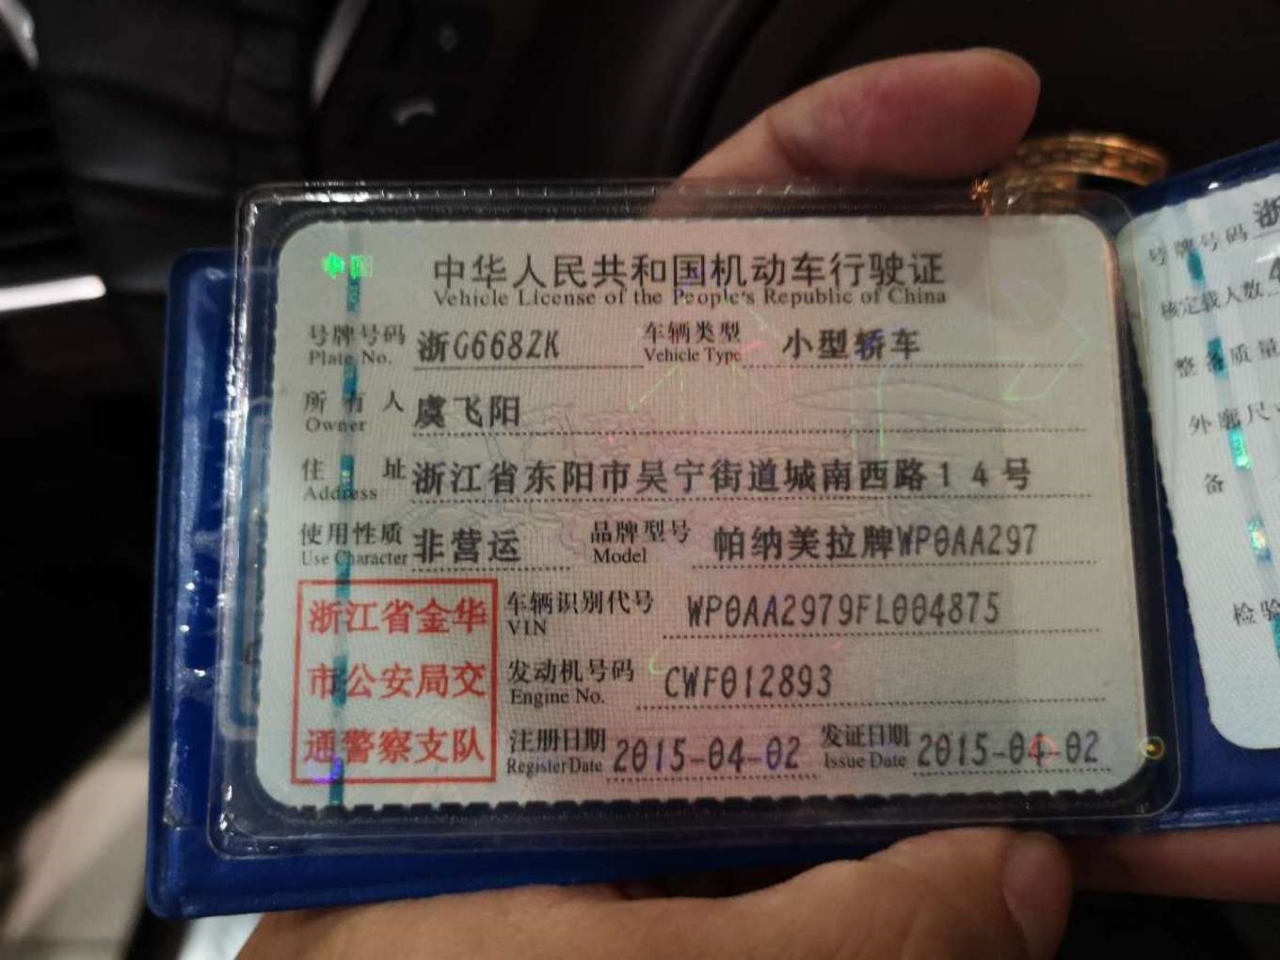 中国
中华人民共和国机动车行驶证
Vehicle License of the People's Republic of China
号牌号码 浙G668ZK 车辆类型 小型轿车
Plate No. Vehicle Type
所有人 虞飞阳
Owner
住址 浙江省东阳市吴宁街道城南西路14号
Address
使用性质 非营运 品牌型号 帕纳美拉牌WP0AA297
Use Character Model
浙江省金华
市公安局交
通警察支队
车辆识别代号 WP0AA2979FL004875
VIN
发动机号码 CWF012893
Engine No.
注册日期 2015-04-02 发证日期 2015-04-02
Register Date Issue Date
号牌号码 浙
核定载人数 4
整备质量
外廓尺
备
检验